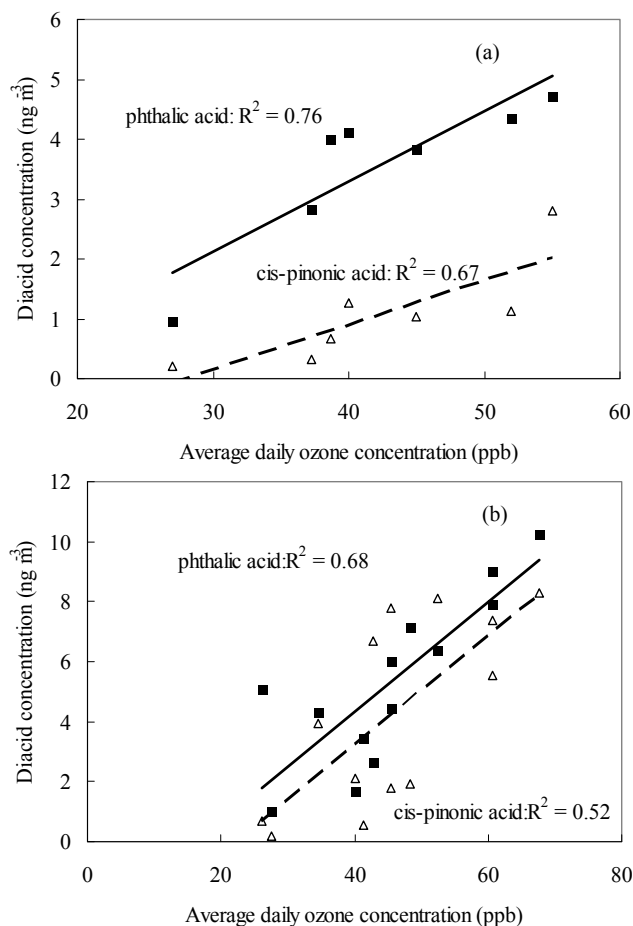 6
(a)
5
phthalic acid: R² = 0.76
4
3
cis-pinonic acid: R² = 0.67
2
1
0
20 30 40 50 60
Diacid concentration (ng m⁻³)
Average daily ozone concentration (ppb)
12
(b)
10
phthalic acid:R² = 0.68
8
6
4
2
cis-pinonic acid:R² = 0.52
0
0 20 40 60 80
Diacid concentration (ng m⁻³)
Average daily ozone concentration (ppb)